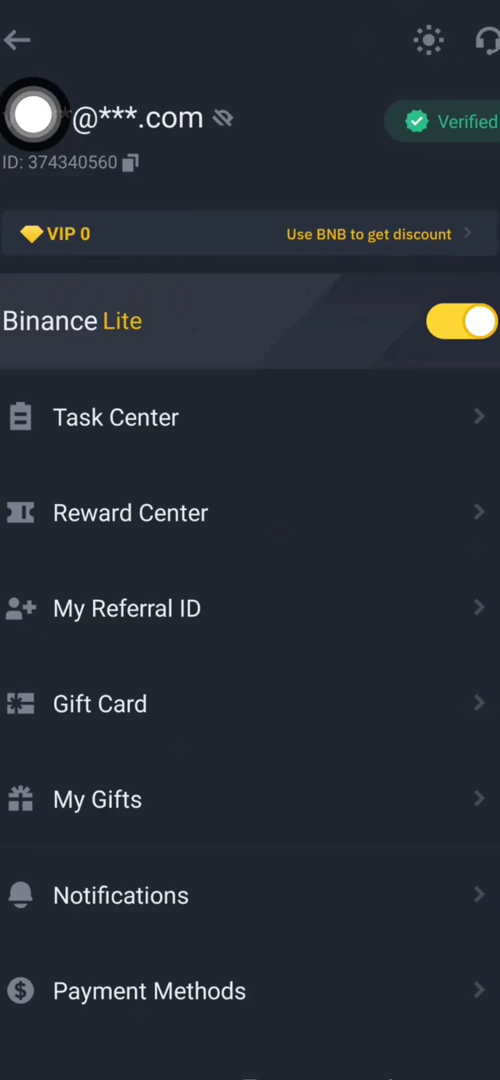 @***.com
Verified
ID: 374340560
VIP 0
Use BNB to get discount
Binance Lite
Task Center
Reward Center
My Referral ID
Gift Card
My Gifts
Notifications
Payment Methods